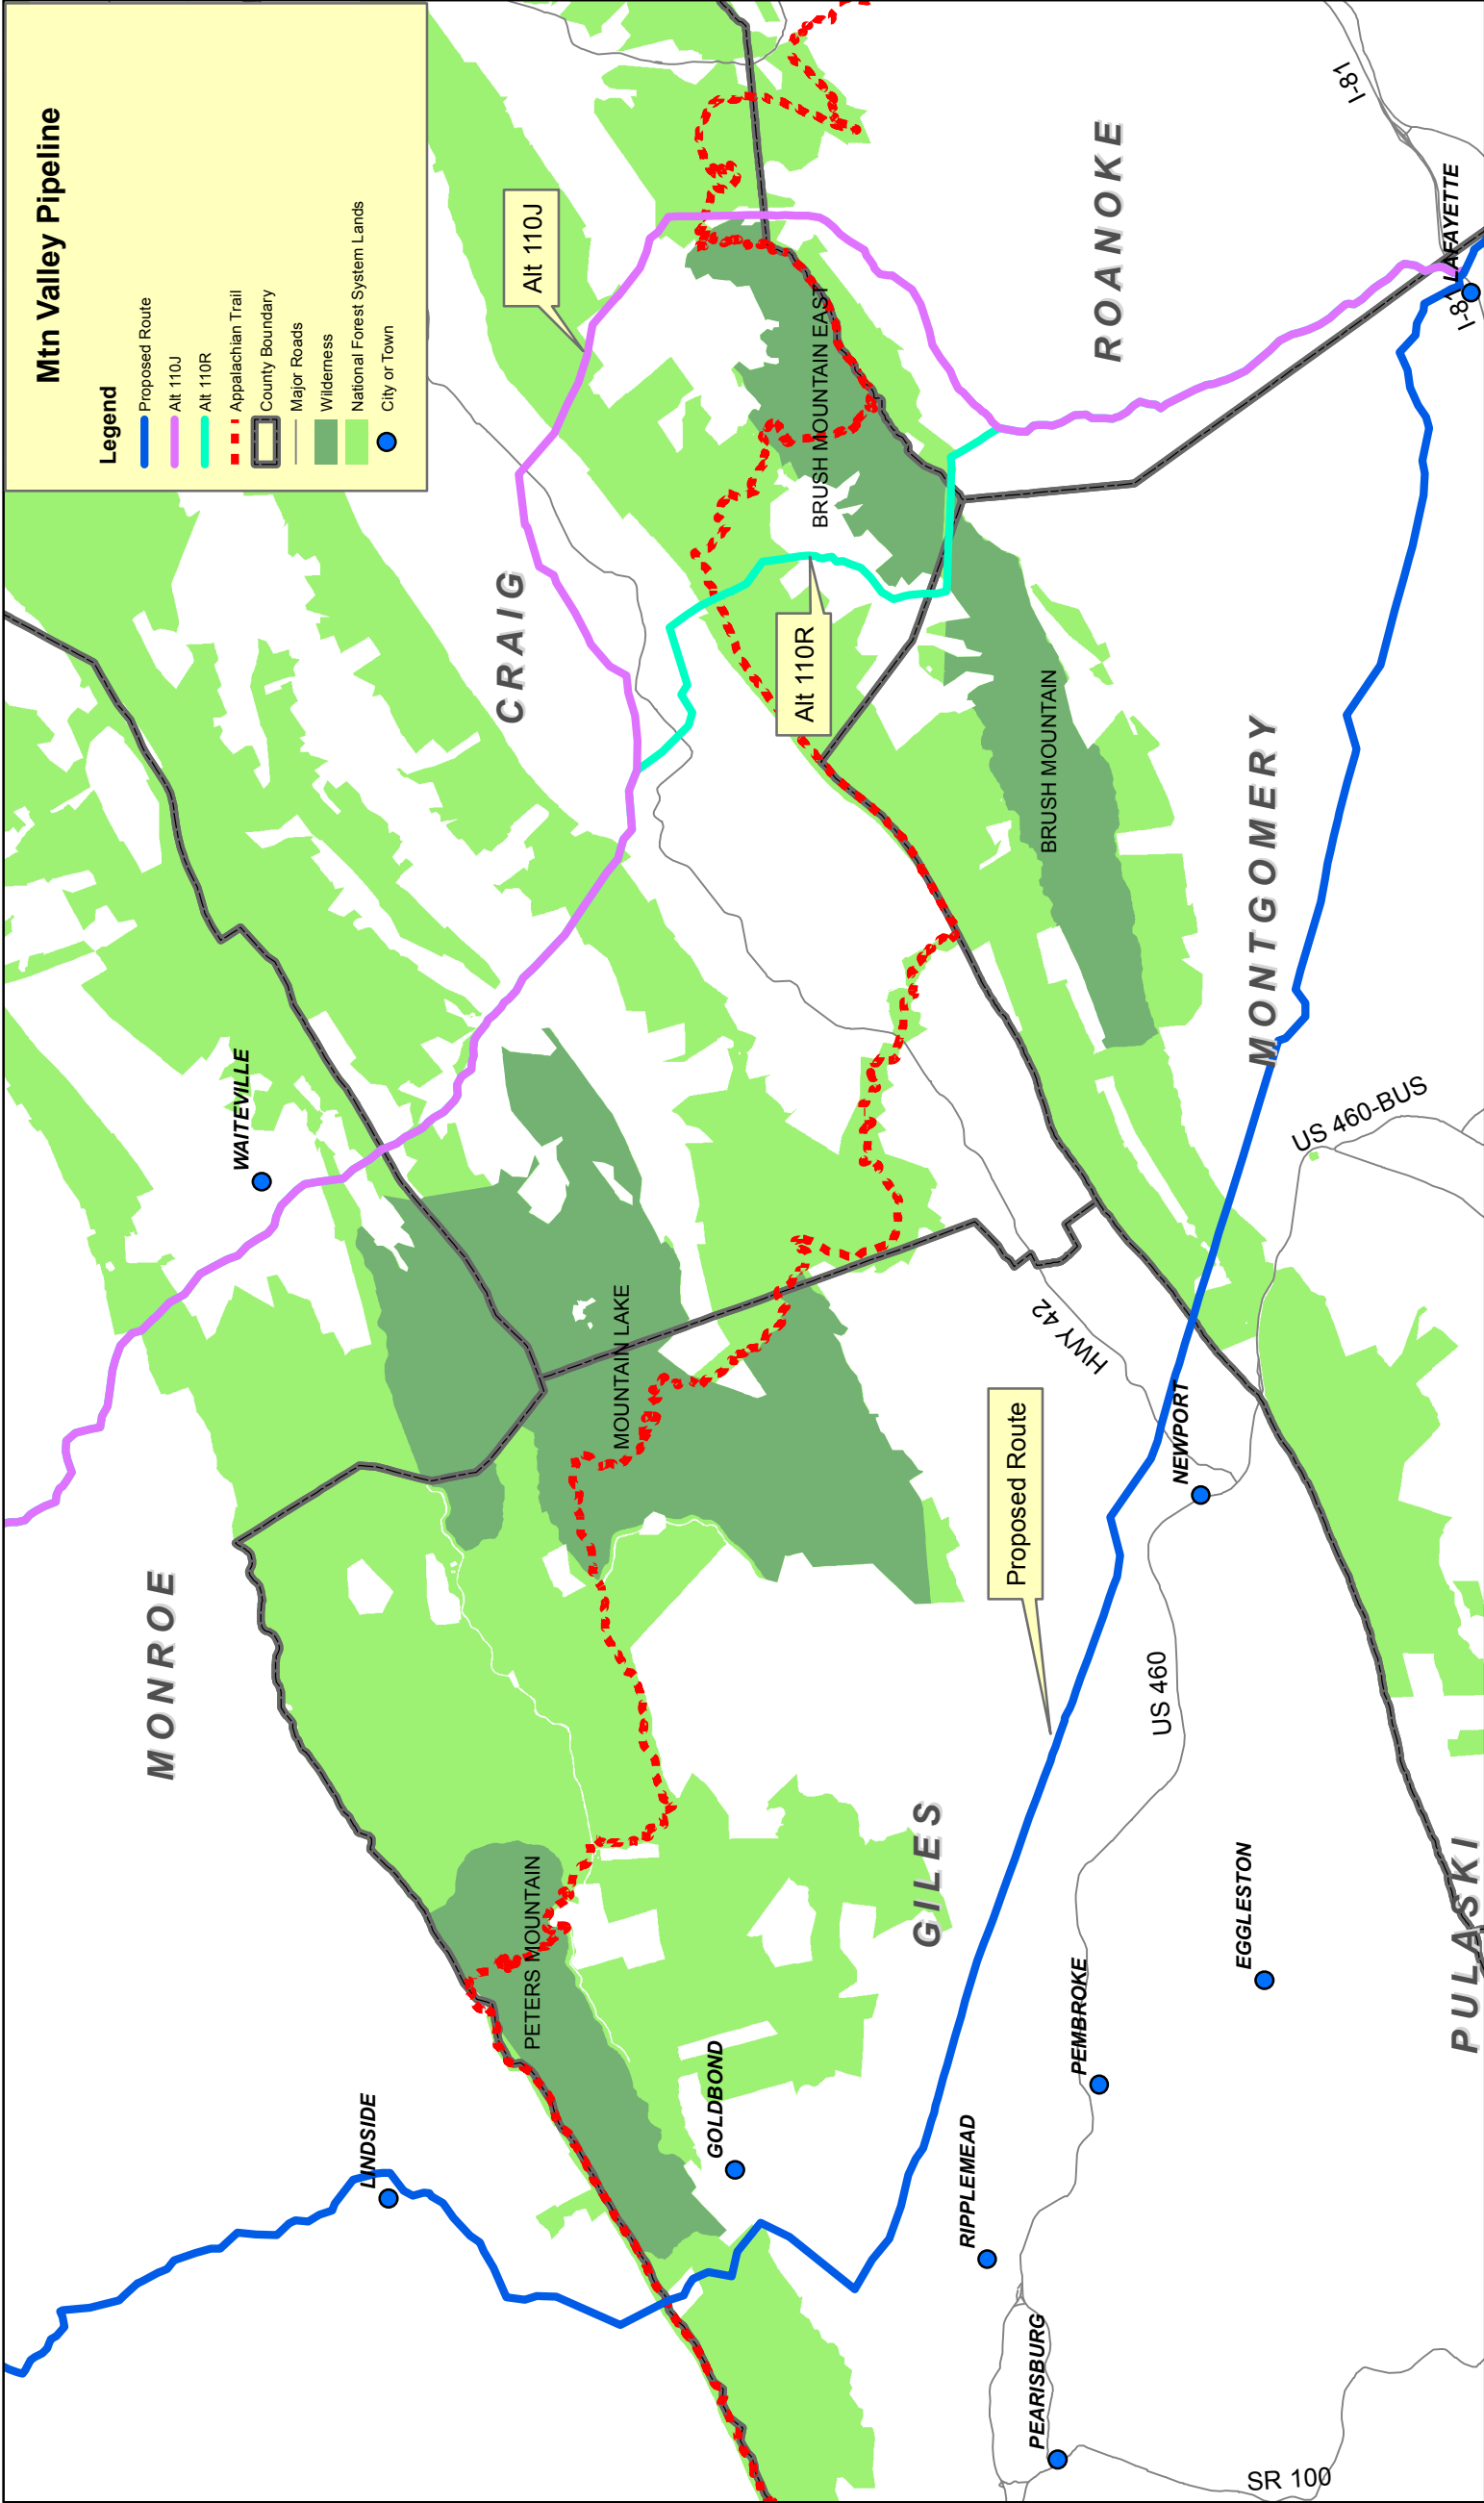 Mtn Valley Pipeline
Legend
Proposed Route
Alt 110J
Alt 110R
Appalachian Trail
County Boundary
Major Roads
Wilderness
National Forest System Lands
City or Town
MONROE
WAITEVILLE
LINDSIDE
CRAIG
Alt 110J
PETERS MOUNTAIN
MOUNTAIN LAKE
GOLDBOND
Alt 110R
BRUSH MOUNTAIN EAST
GILES
RIPPLEMEAD
Proposed Route
PEARISBURG
PEMBROKE
HWY 42
BRUSH MOUNTAIN
ROANOKE
US 460
NEWPORT
EGGLESTON
MONTGOMERY
SR 100
US 460-BUS
I-81
PULASKI
I-81
LAFAYETTE